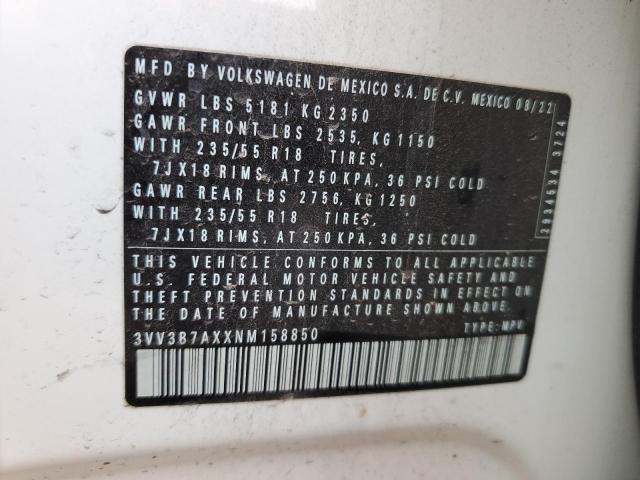 MFD BY VOLKSWAGEN DE MEXICO S.A. DE C.V. MEXICO 08/22
GVWR LBS 5181 KG 2350
GAWR FRONT LBS 2535, KG 1150
WITH 235/55 R18 TIRES,
7JX18 RIMS, AT 250 KPA, 36 PSI COLD
GAWR REAR LBS 2756, KG 1250
WITH 235/55 R18 TIRES,
7JX18 RIMS, AT 250 KPA, 36 PSI COLD
THIS VEHICLE CONFORMS TO ALL APPLICABLE
U.S. FEDERAL MOTOR VEHICLE SAFETY AND
THEFT PREVENTION STANDARDS IN EFFECT ON
THE DATE OF MANUFACTURE SHOWN ABOVE.
3VV3B7AXXNM158850 TYPE: MPV
2034534 3724